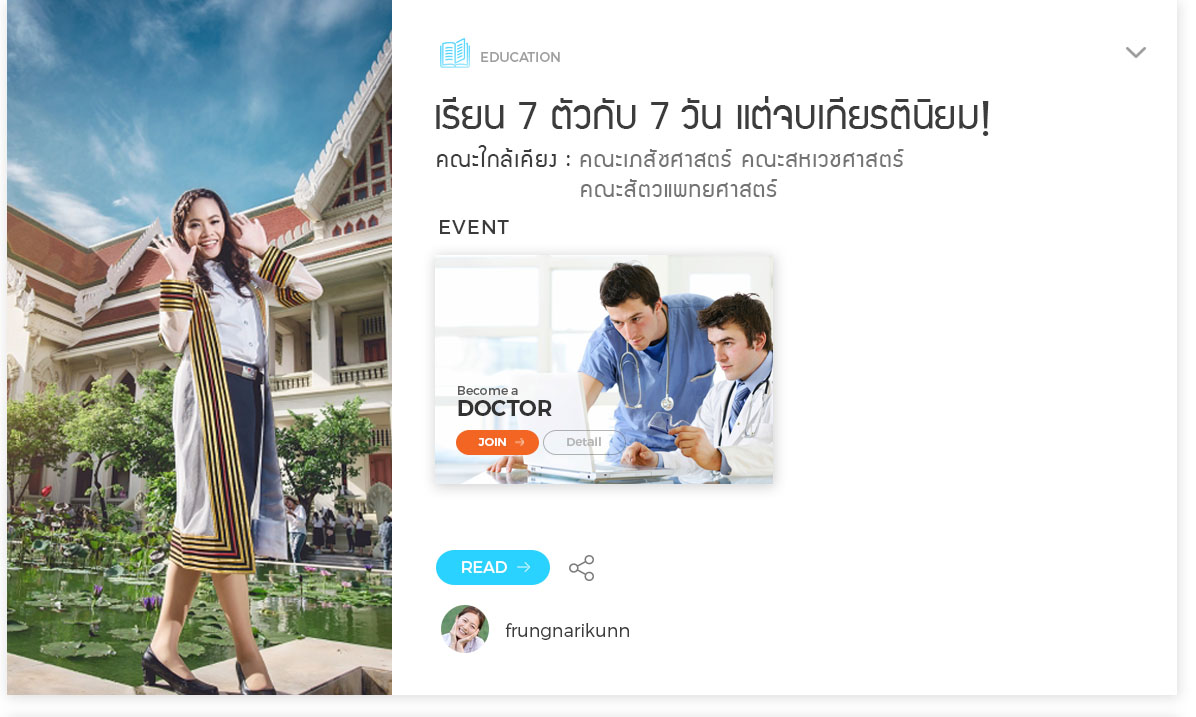 EDUCATION
เรียน 7 ตัวกับ 7 วัน แต่จบเกียรตินิยม!
คณะใกล้เคียง : คณะเภสัชศาสตร์ คณะสหเวชศาสตร์
คณะสัตวแพทยศาสตร์
EVENT
Become a
DOCTOR
JOIN → Detail
READ →
frungnarikunn